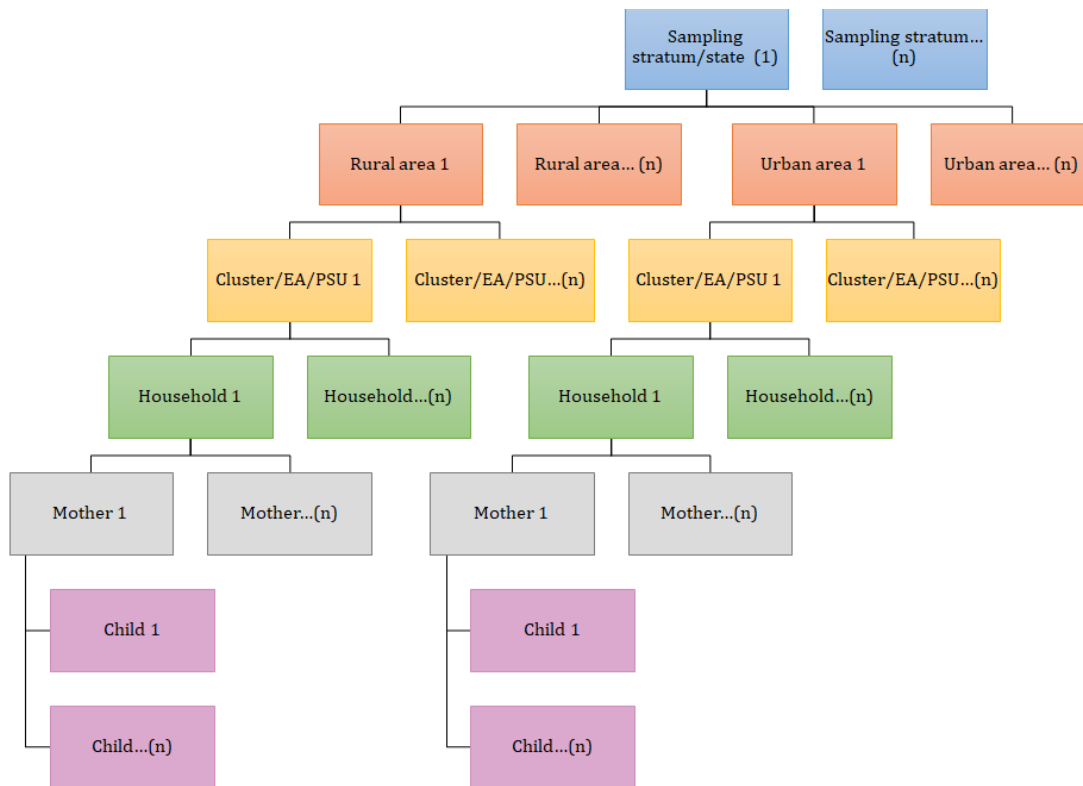 Sampling
stratum/state (1)
Sampling stratum...
(n)
Rural area 1
Rural area... (n)
Urban area 1
Urban area... (n)
Cluster/EA/PSU 1
Cluster/EA/PSU...(n)
Cluster/EA/PSU 1
Cluster/EA/PSU...(n)
Household 1
Household...(n)
Household 1
Household...(n)
Mother 1
Mother...(n)
Mother 1
Mother...(n)
Child 1
Child 1
Child...(n)
Child...(n)